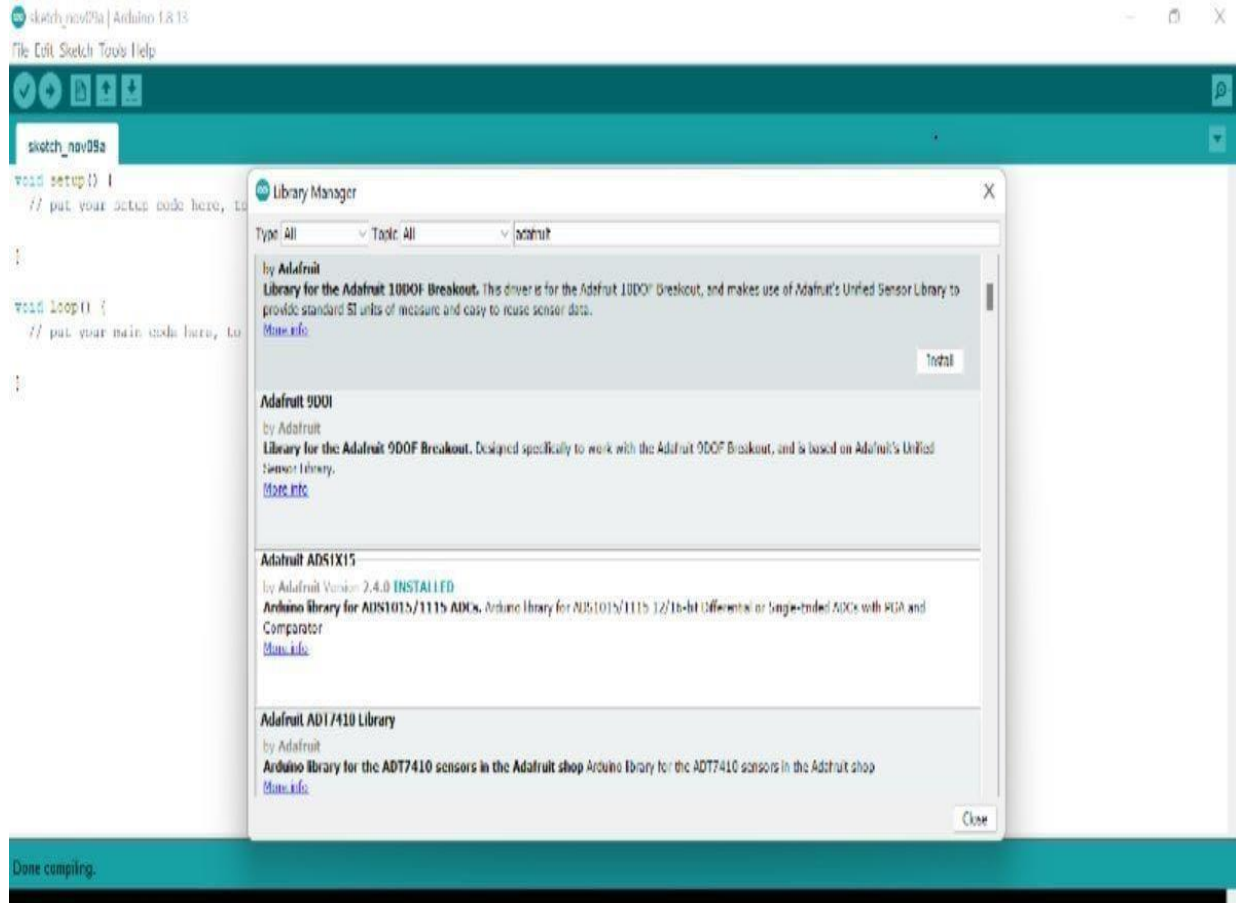 sketch_nov09a | Arduino 1.8.13
File Edit Sketch Tools Help
sketch_nov09a
void setup() {
// put your setup code here, to
}
void loop() {
// put your main code here, to
}
Library Manager
Type All Topic All adafruit
by Adafruit
Library for the Adafruit 10DOF Breakout. This driver is for the Adafruit 10DOF Breakout, and makes use of Adafruit's Unified Sensor Library to
provide standard SI units of measure and easy to reuse sensor data.
More info
Install
Adafruit 9DOF
by Adafruit
Library for the Adafruit 9DOF Breakout. Designed specifically to work with the Adafruit 9DOF Breakout, and is based on Adafruit's Unified
Sensor Library.
More info
Adafruit ADS1X15
by Adafruit Version 2.4.0 INSTALLED
Arduino library for ADS1015/1115 ADCs. Arduino library for ADS1015/1115 12/16-bit Differential or Single-Ended ADCs with PGA and
Comparator
More info
Adafruit ADT7410 Library
by Adafruit
Arduino library for the ADT7410 sensors in the Adafruit shop Arduino library for the ADT7410 sensors in the Adafruit shop
More info
Close
Done compiling.